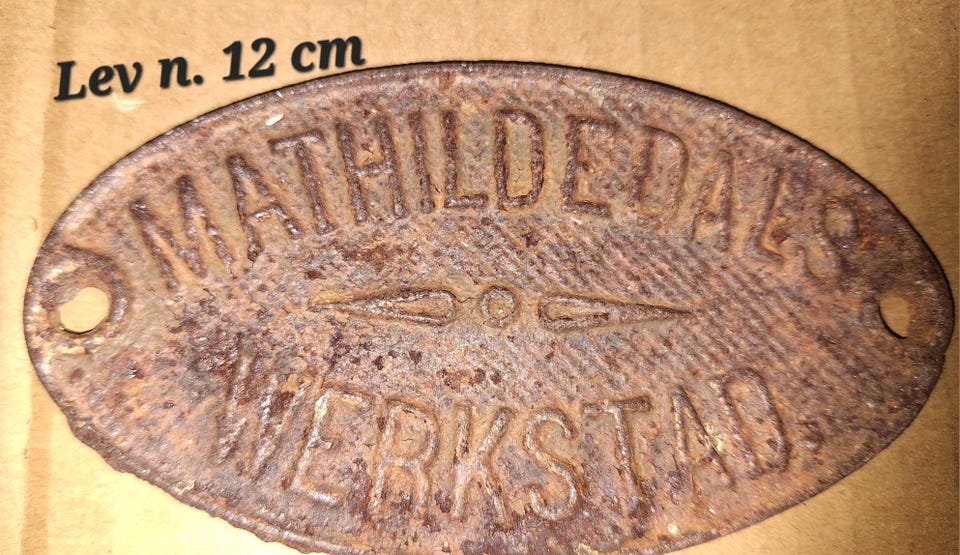 Lev n. 12 cm
MATHILDEDALS
WERKSTAD